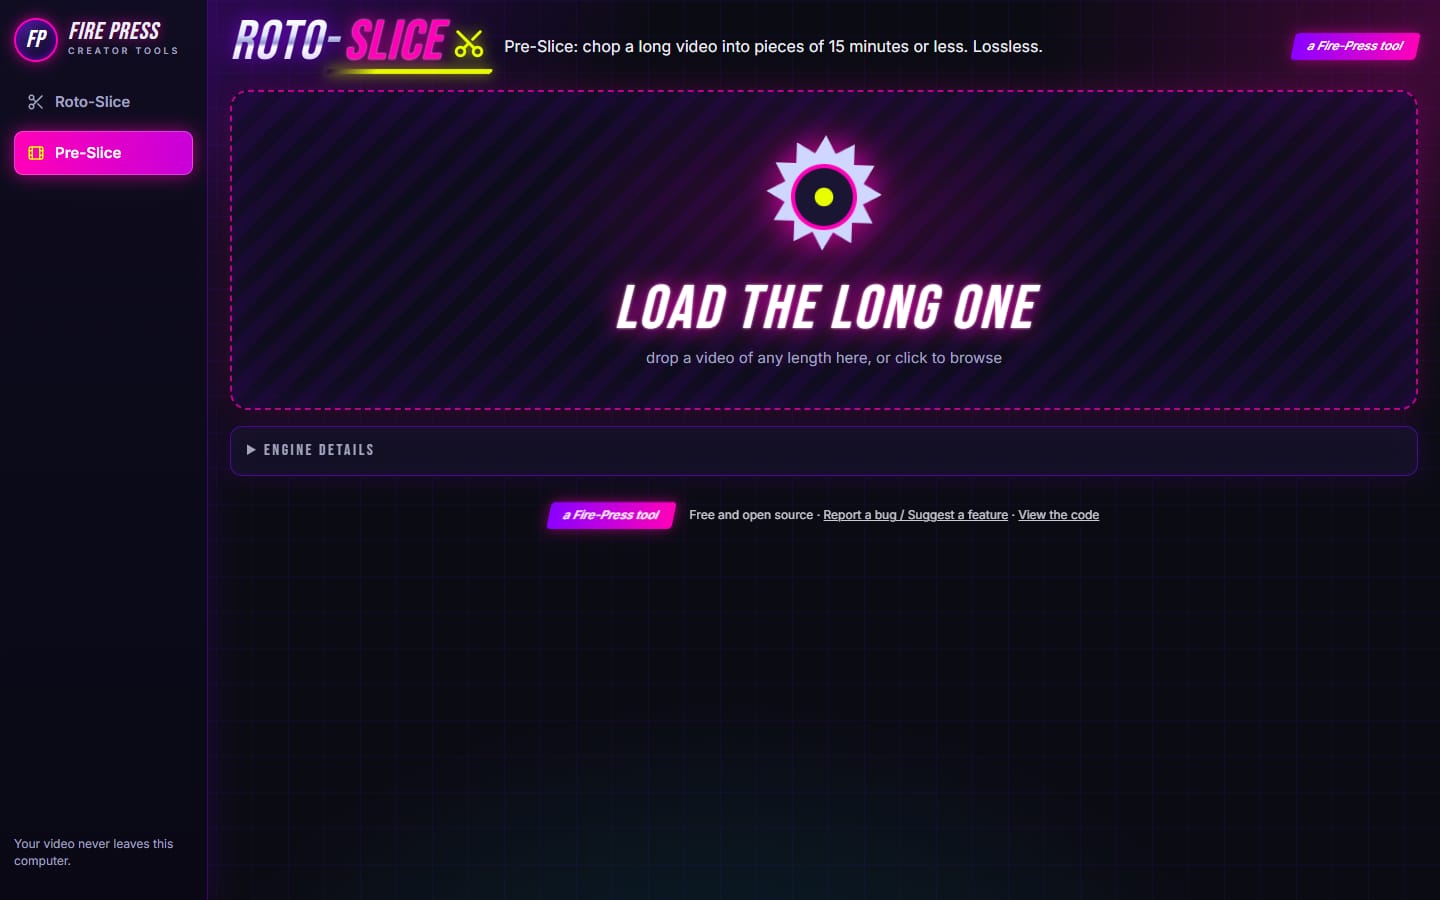 FP
FIRE PRESS
CREATOR TOOLS
Roto-Slice
Pre-Slice
Your video never leaves this
computer.
ROTO-SLICE
Pre-Slice: chop a long video into pieces of 15 minutes or less. Lossless.
a Fire-Press tool
LOAD THE LONG ONE
drop a video of any length here, or click to browse
ENGINE DETAILS
a Fire-Press tool
Free and open source · Report a bug / Suggest a feature · View the code